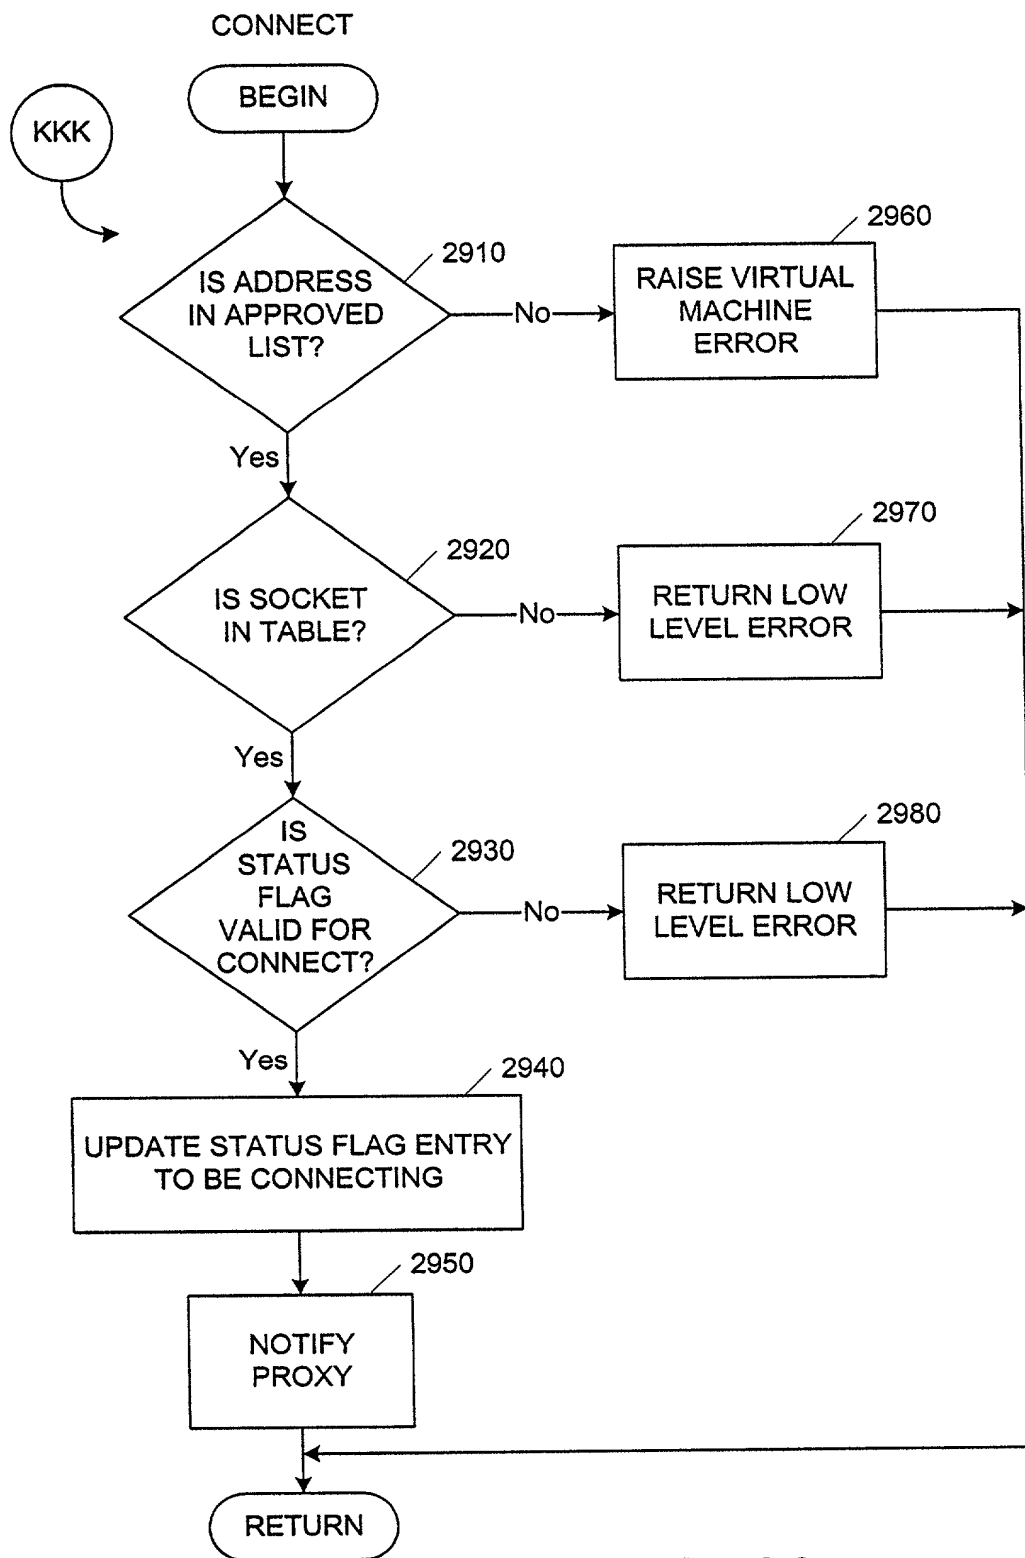 CONNECT
BEGIN
KKK
2910
IS ADDRESS
IN APPROVED
LIST?
No
2960
RAISE VIRTUAL
MACHINE
ERROR
Yes
2920
IS SOCKET
IN TABLE?
No
2970
RETURN LOW
LEVEL ERROR
Yes
2930
IS
STATUS
FLAG
VALID FOR
CONNECT?
No
2980
RETURN LOW
LEVEL ERROR
Yes
2940
UPDATE STATUS FLAG ENTRY
TO BE CONNECTING
2950
NOTIFY
PROXY
RETURN